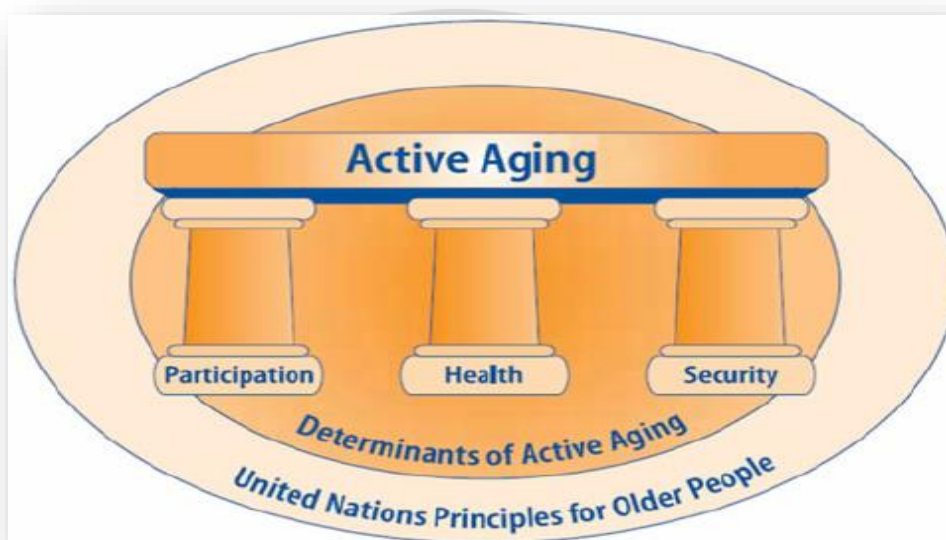 Active Aging
Participation
Health
Security
Determinants of Active Aging
United Nations Principles for Older People